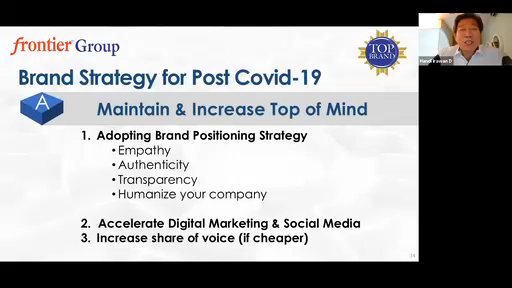 frontier Group
TOP
BRAND
Brand Strategy for Post Covid-19
A
Maintain & Increase Top of Mind
1. Adopting Brand Positioning Strategy
• Empathy
• Authenticity
• Transparency
• Humanize your company
2. Accelerate Digital Marketing & Social Media
3. Increase share of voice (if cheaper)